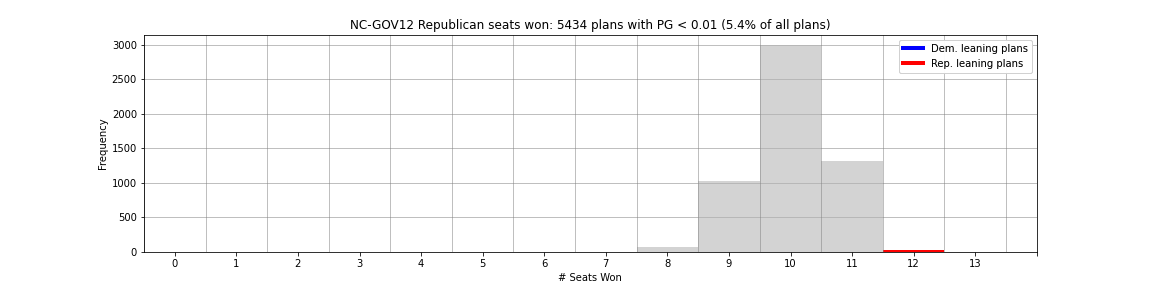 NC-GOV12 Republican seats won: 5434 plans with PG < 0.01 (5.4% of all plans)
3000
2500
2000
1500
1000
500
0
Frequency
Dem. leaning plans
Rep. leaning plans
0 1 2 3 4 5 6 7 8 9 10 11 12 13
# Seats Won